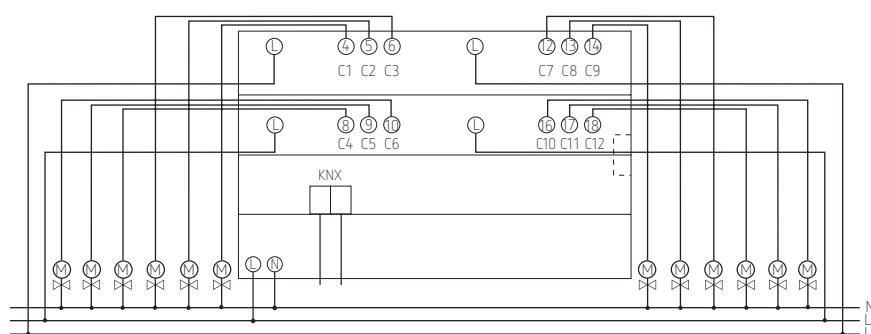 L 4 5 6 L 12 13 14
C1 C2 C3 C7 C8 C9
L 8 9 10 L 16 17 18
C4 C5 C6 C10 C11 C12
KNX
M M M M M M L N M M M M M M
N
L
L